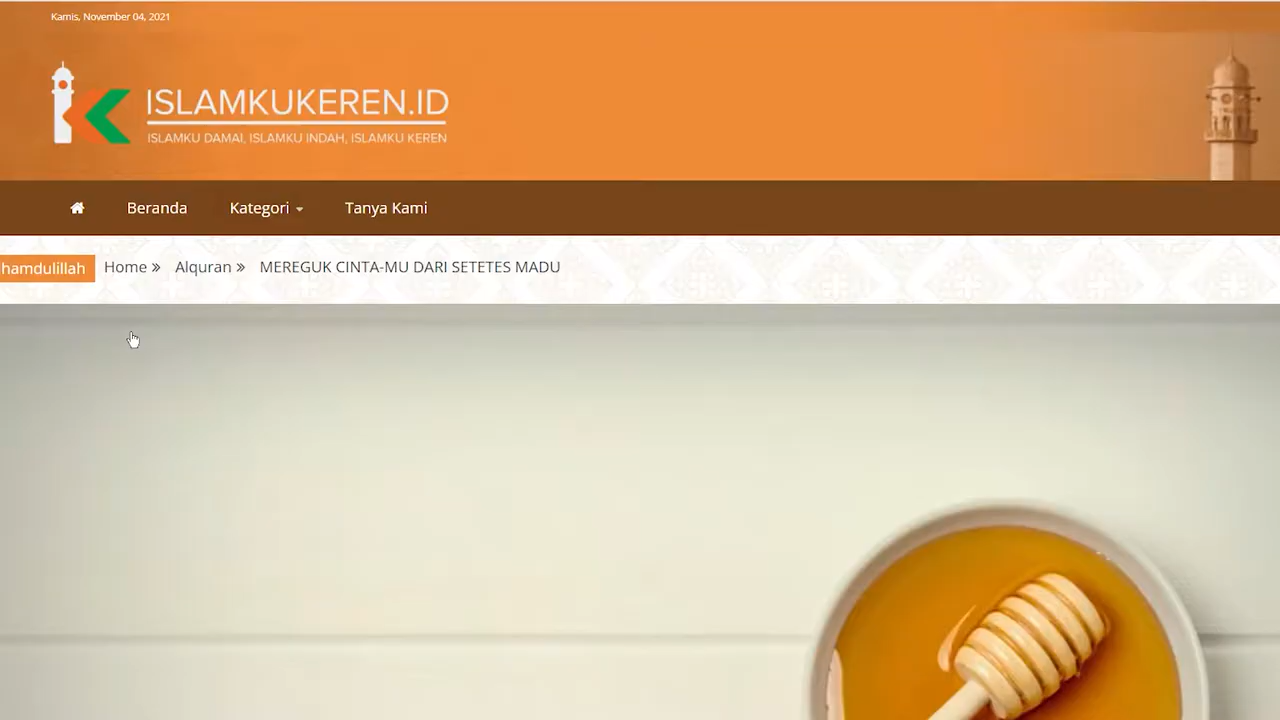 Kamis, November 04, 2021
ISLAMKUKEREN.ID
ISLAMKU DAMAI, ISLAMKU INDAH, ISLAMKU KEREN
Beranda Kategori Tanya Kami
hamdulillah Home » Alquran » MEREGUK CINTA-MU DARI SETETES MADU